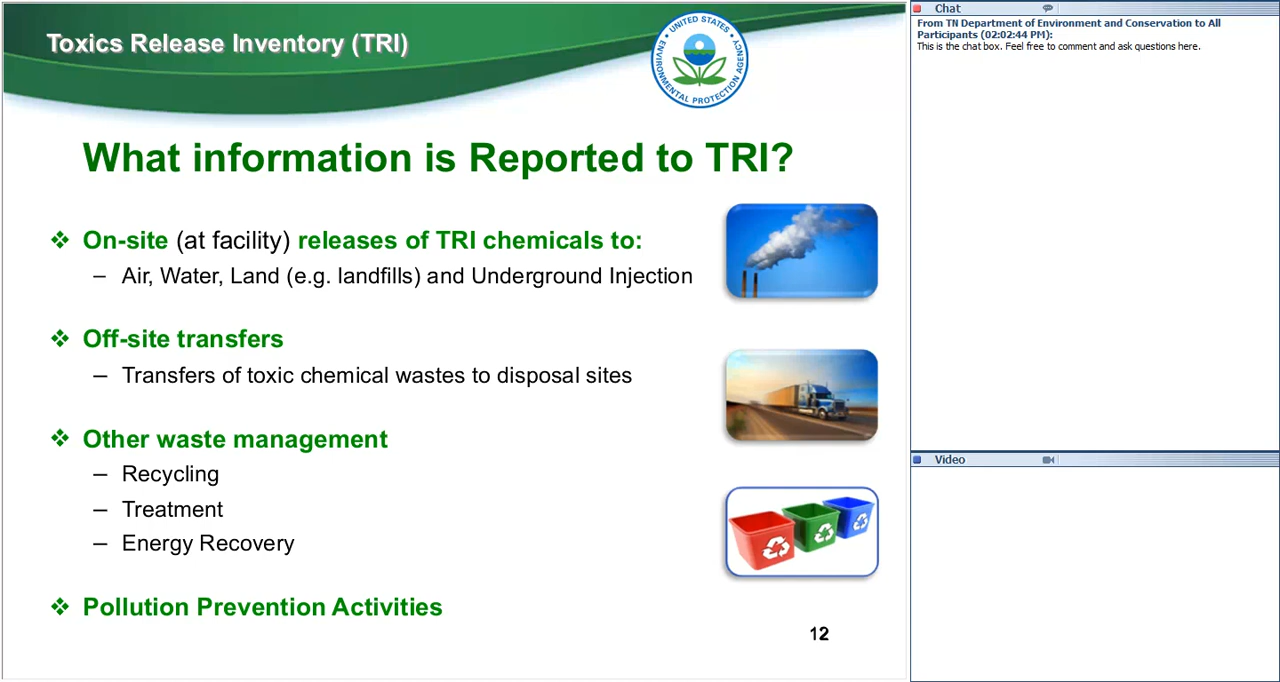 Toxics Release Inventory (TRI)
UNITED STATES
ENVIRONMENTAL PROTECTION AGENCY
What information is Reported to TRI?
❖ On-site (at facility) releases of TRI chemicals to:
– Air, Water, Land (e.g. landfills) and Underground Injection
❖ Off-site transfers
– Transfers of toxic chemical wastes to disposal sites
❖ Other waste management
– Recycling
– Treatment
– Energy Recovery
❖ Pollution Prevention Activities
12
Chat
From TN Department of Environment and Conservation to All
Participants (02:02:44 PM):
This is the chat box. Feel free to comment and ask questions here.
Video